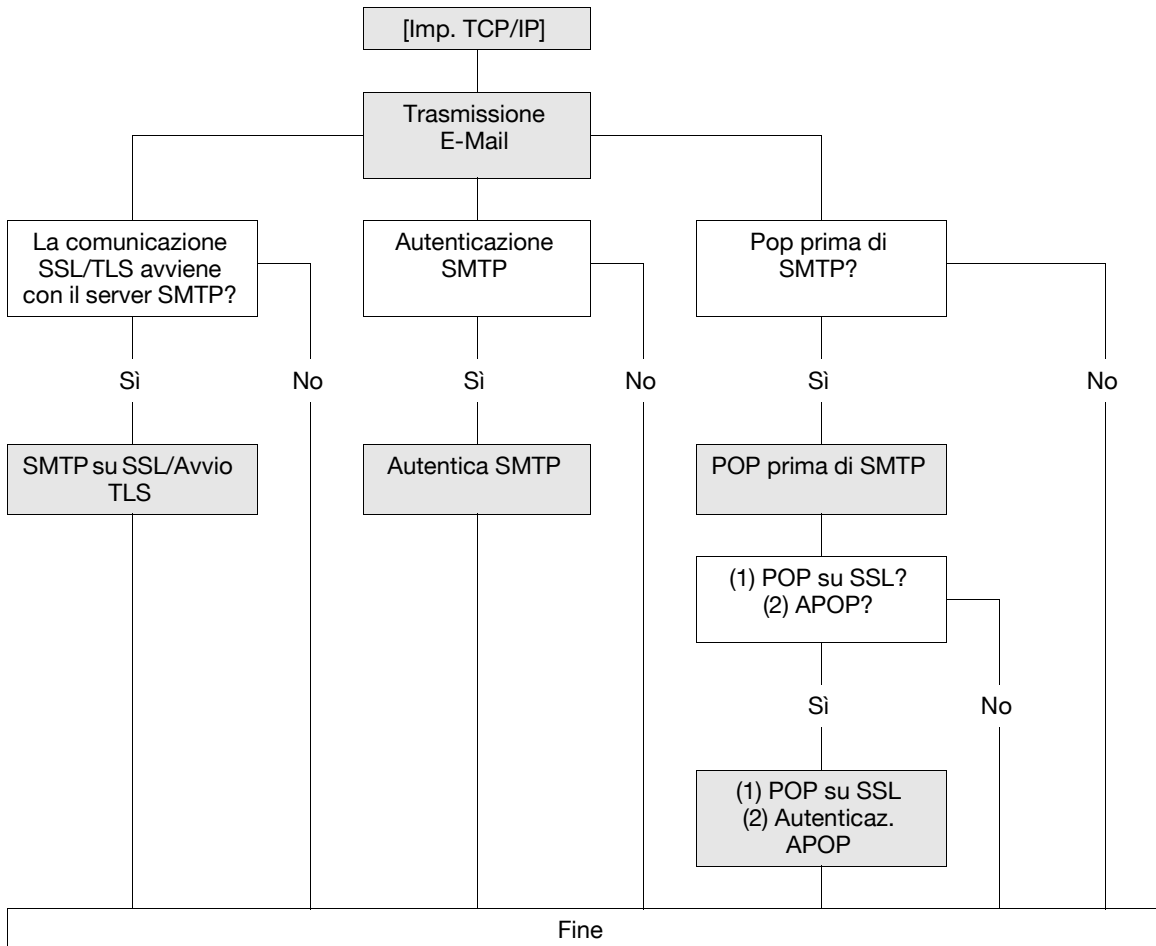 [Imp. TCP/IP]
Trasmissione
E-Mail
La comunicazione
SSL/TLS avviene
con il server SMTP?
Autenticazione
SMTP
Pop prima di
SMTP?
Sì
No
Sì
No
Sì
No
SMTP su SSL/Avvio
TLS
Autentica SMTP
POP prima di SMTP
(1) POP su SSL?
(2) APOP?
Sì
No
(1) POP su SSL
(2) Autenticaz.
APOP
Fine